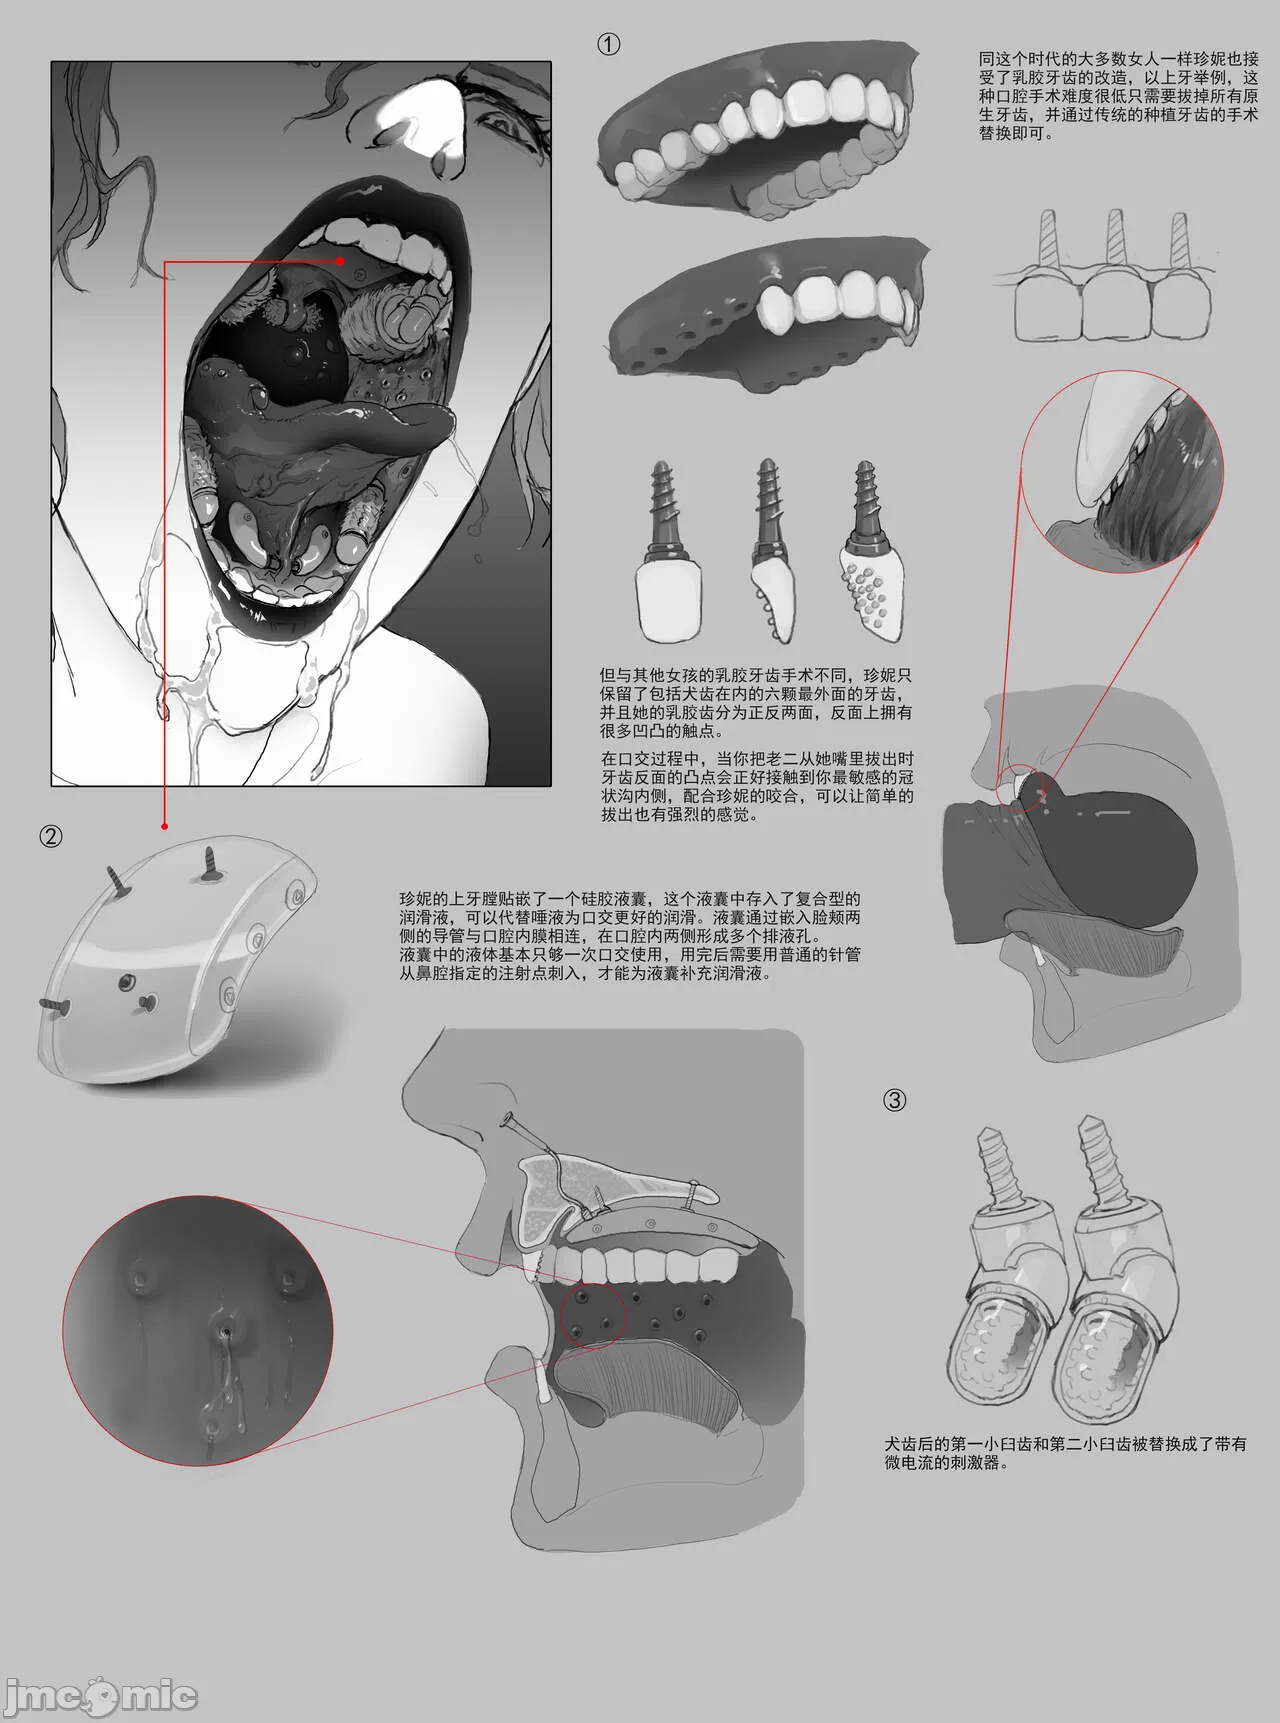 ①
同这个时代的大多数女人一样珍妮也接
受了乳胶牙齿的改造，以上牙举例，这
种口腔手术难度很低只需要拔掉所有原
生牙齿，并通过传统的种植牙齿的手术
替换即可。
但与其他女孩的乳胶牙齿手术不同，珍妮只
保留了包括犬齿在内的六颗最外面的牙齿，
并且她的乳胶齿分为正反两面，反面上拥有
很多凹凸的触点。
在口交过程中，当你把老二从她嘴里拔出时
牙齿反面的凸点会正好接触到你最敏感的冠
状沟内侧，配合珍妮的咬合，可以让简单的
拔出也有强烈的感觉。
②
珍妮的上牙膛贴嵌了一个硅胶液囊，这个液囊中存入了复合型的
润滑液，可以代替唾液为口交更好的润滑。液囊通过嵌入脸颊两
侧的导管与口腔内膜相连，在口腔内两侧形成多个排液孔。
液囊中的液体基本只够一次口交使用，用完后需要用普通的针管
从鼻腔指定的注射点刺入，才能为液囊补充润滑液。
③
犬齿后的第一小臼齿和第二小臼齿被替换成了带有
微电流的刺激器。
jmcomic